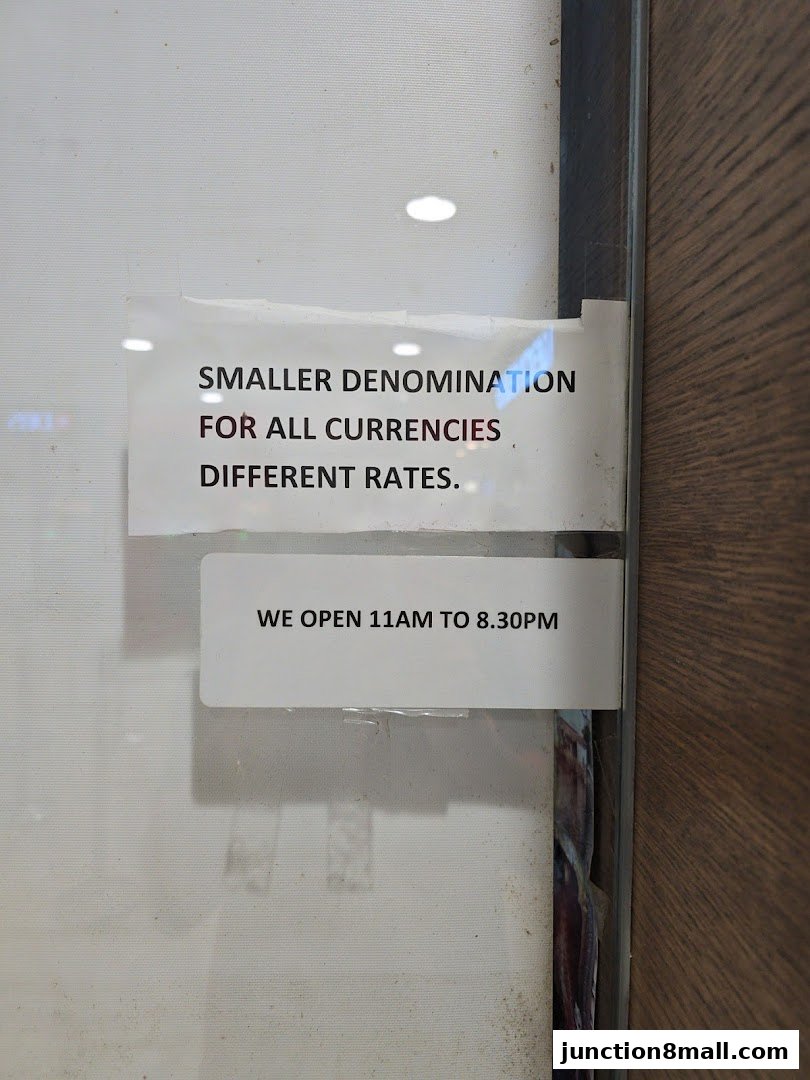 SMALLER DENOMINATION
FOR ALL CURRENCIES
DIFFERENT RATES.
WE OPEN 11AM TO 8.30PM
junction8mall.com